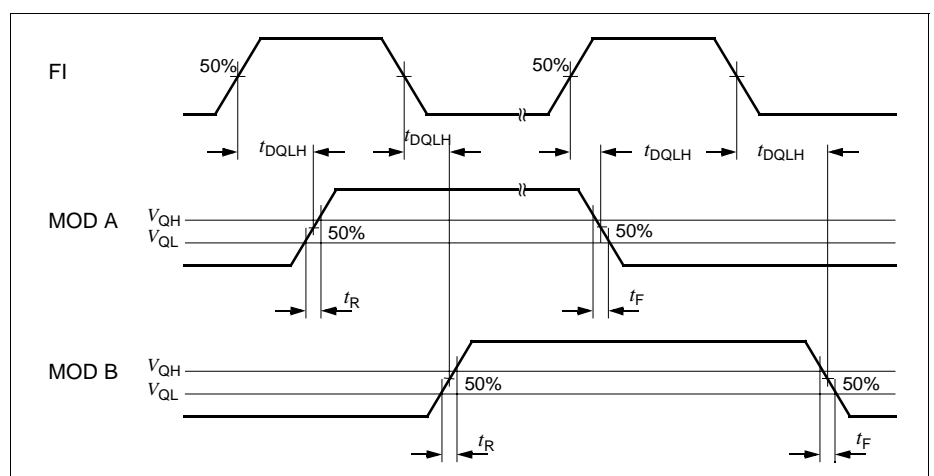 FI
50%
50%
tDQLH
tDQLH
tDQLH
tDQLH
MOD A
VQH
VQL
50%
50%
tR
tF
MOD B
VQH
VQL
50%
50%
tR
tF